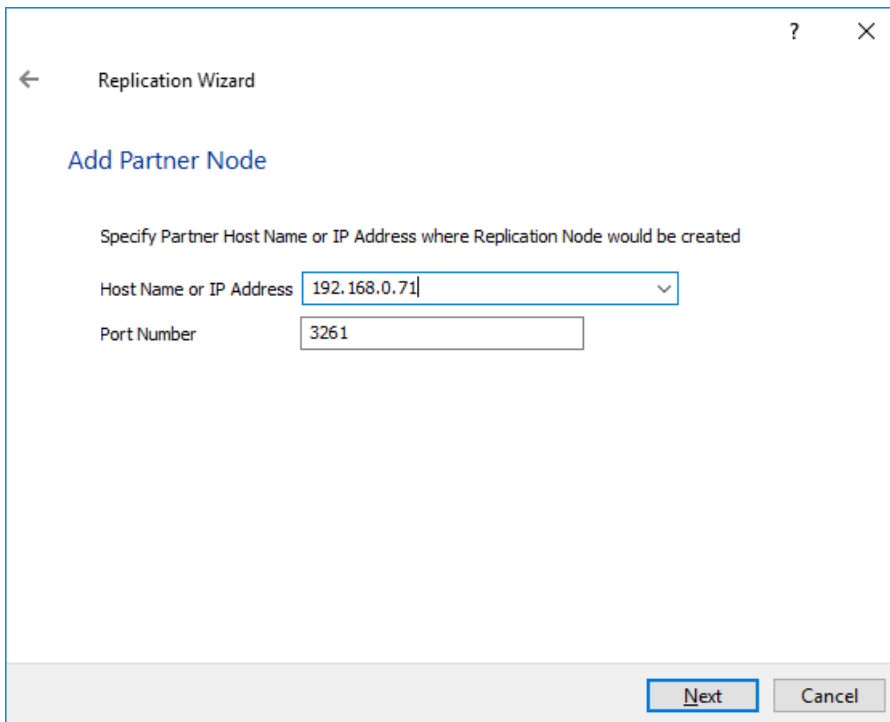 ?
Replication Wizard
Add Partner Node
Specify Partner Host Name or IP Address where Replication Node would be created
Host Name or IP Address 192.168.0.71
Port Number 3261
Next Cancel